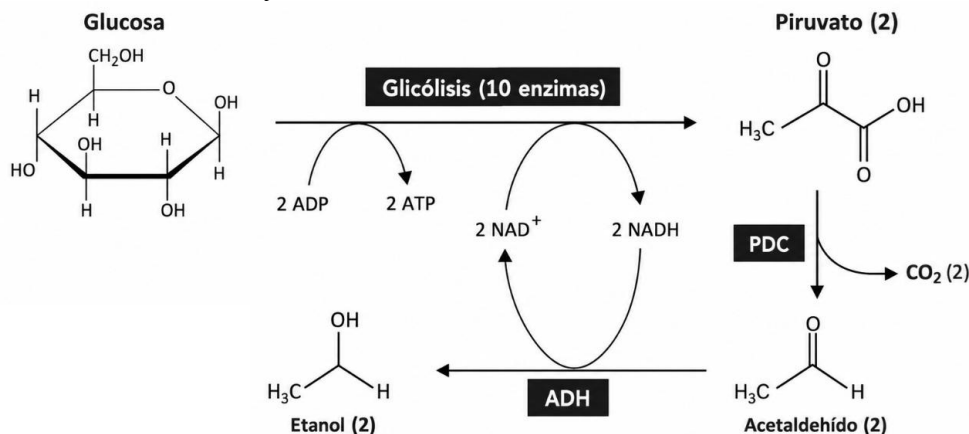 Glucosa
Piruvato (2)
CH₂OH
O
H
H
OH
OH
H
HO
H
H
OH
H
Glicólisis (10 enzimas)
O
OH
H₃C
O
2 ADP
2 ATP
2 NAD⁺
2 NADH
PDC
CO₂ (2)
OH
H₃C
H
Etanol (2)
ADH
O
H₃C
H
Acetaldehído (2)